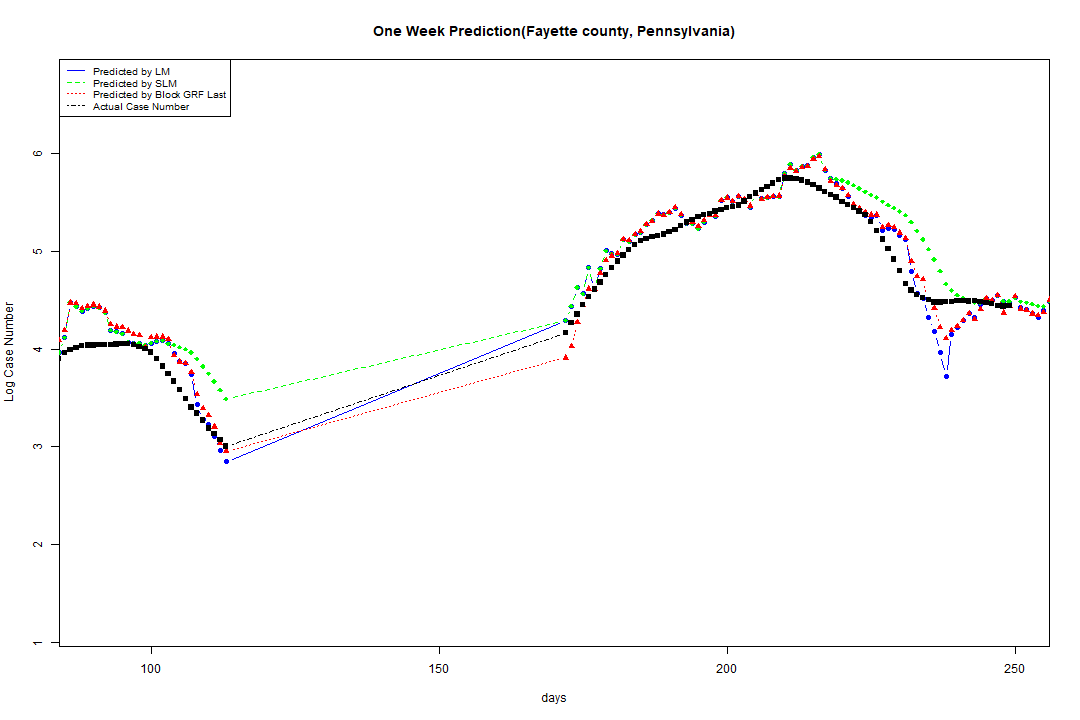 One Week Prediction(Fayette county, Pennsylvania)
Predicted by LM
Predicted by SLM
Predicted by Block GRF Last
Actual Case Number
6
5
4
3
2
1
Log Case Number
100 150 200 250
days